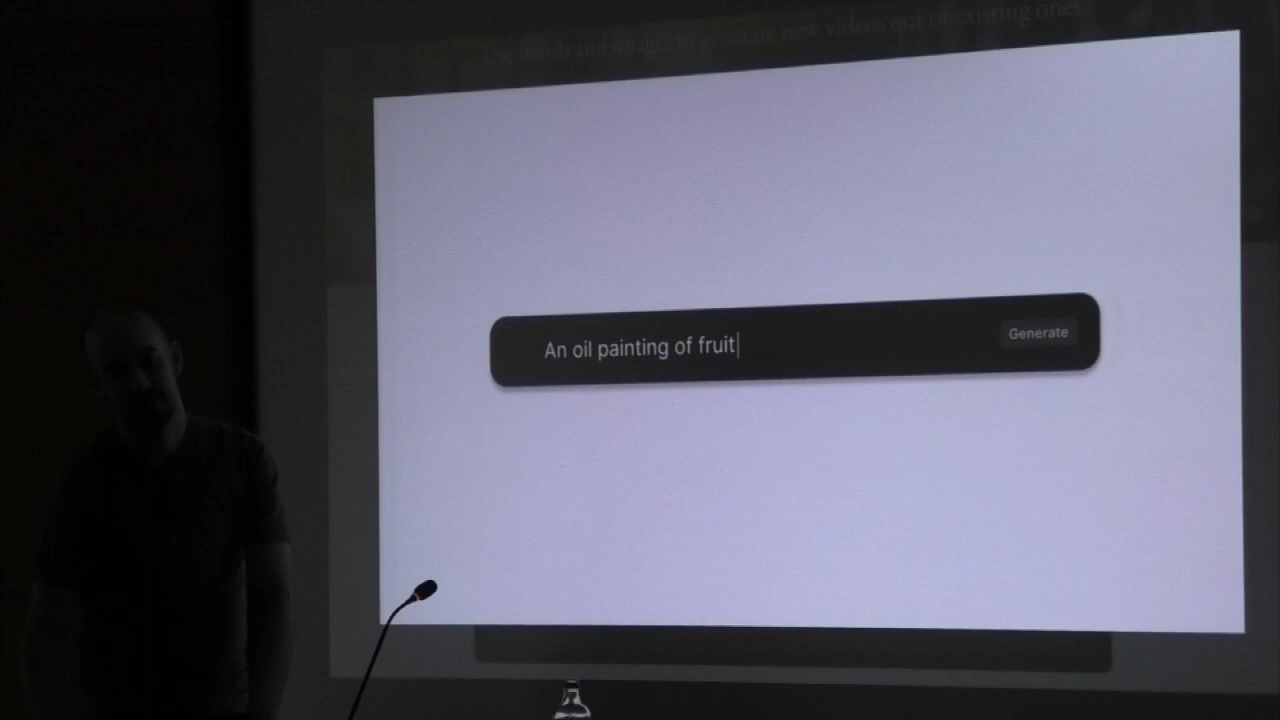 Use words and images to generate new videos out of existing ones.
An oil painting of fruit
Generate